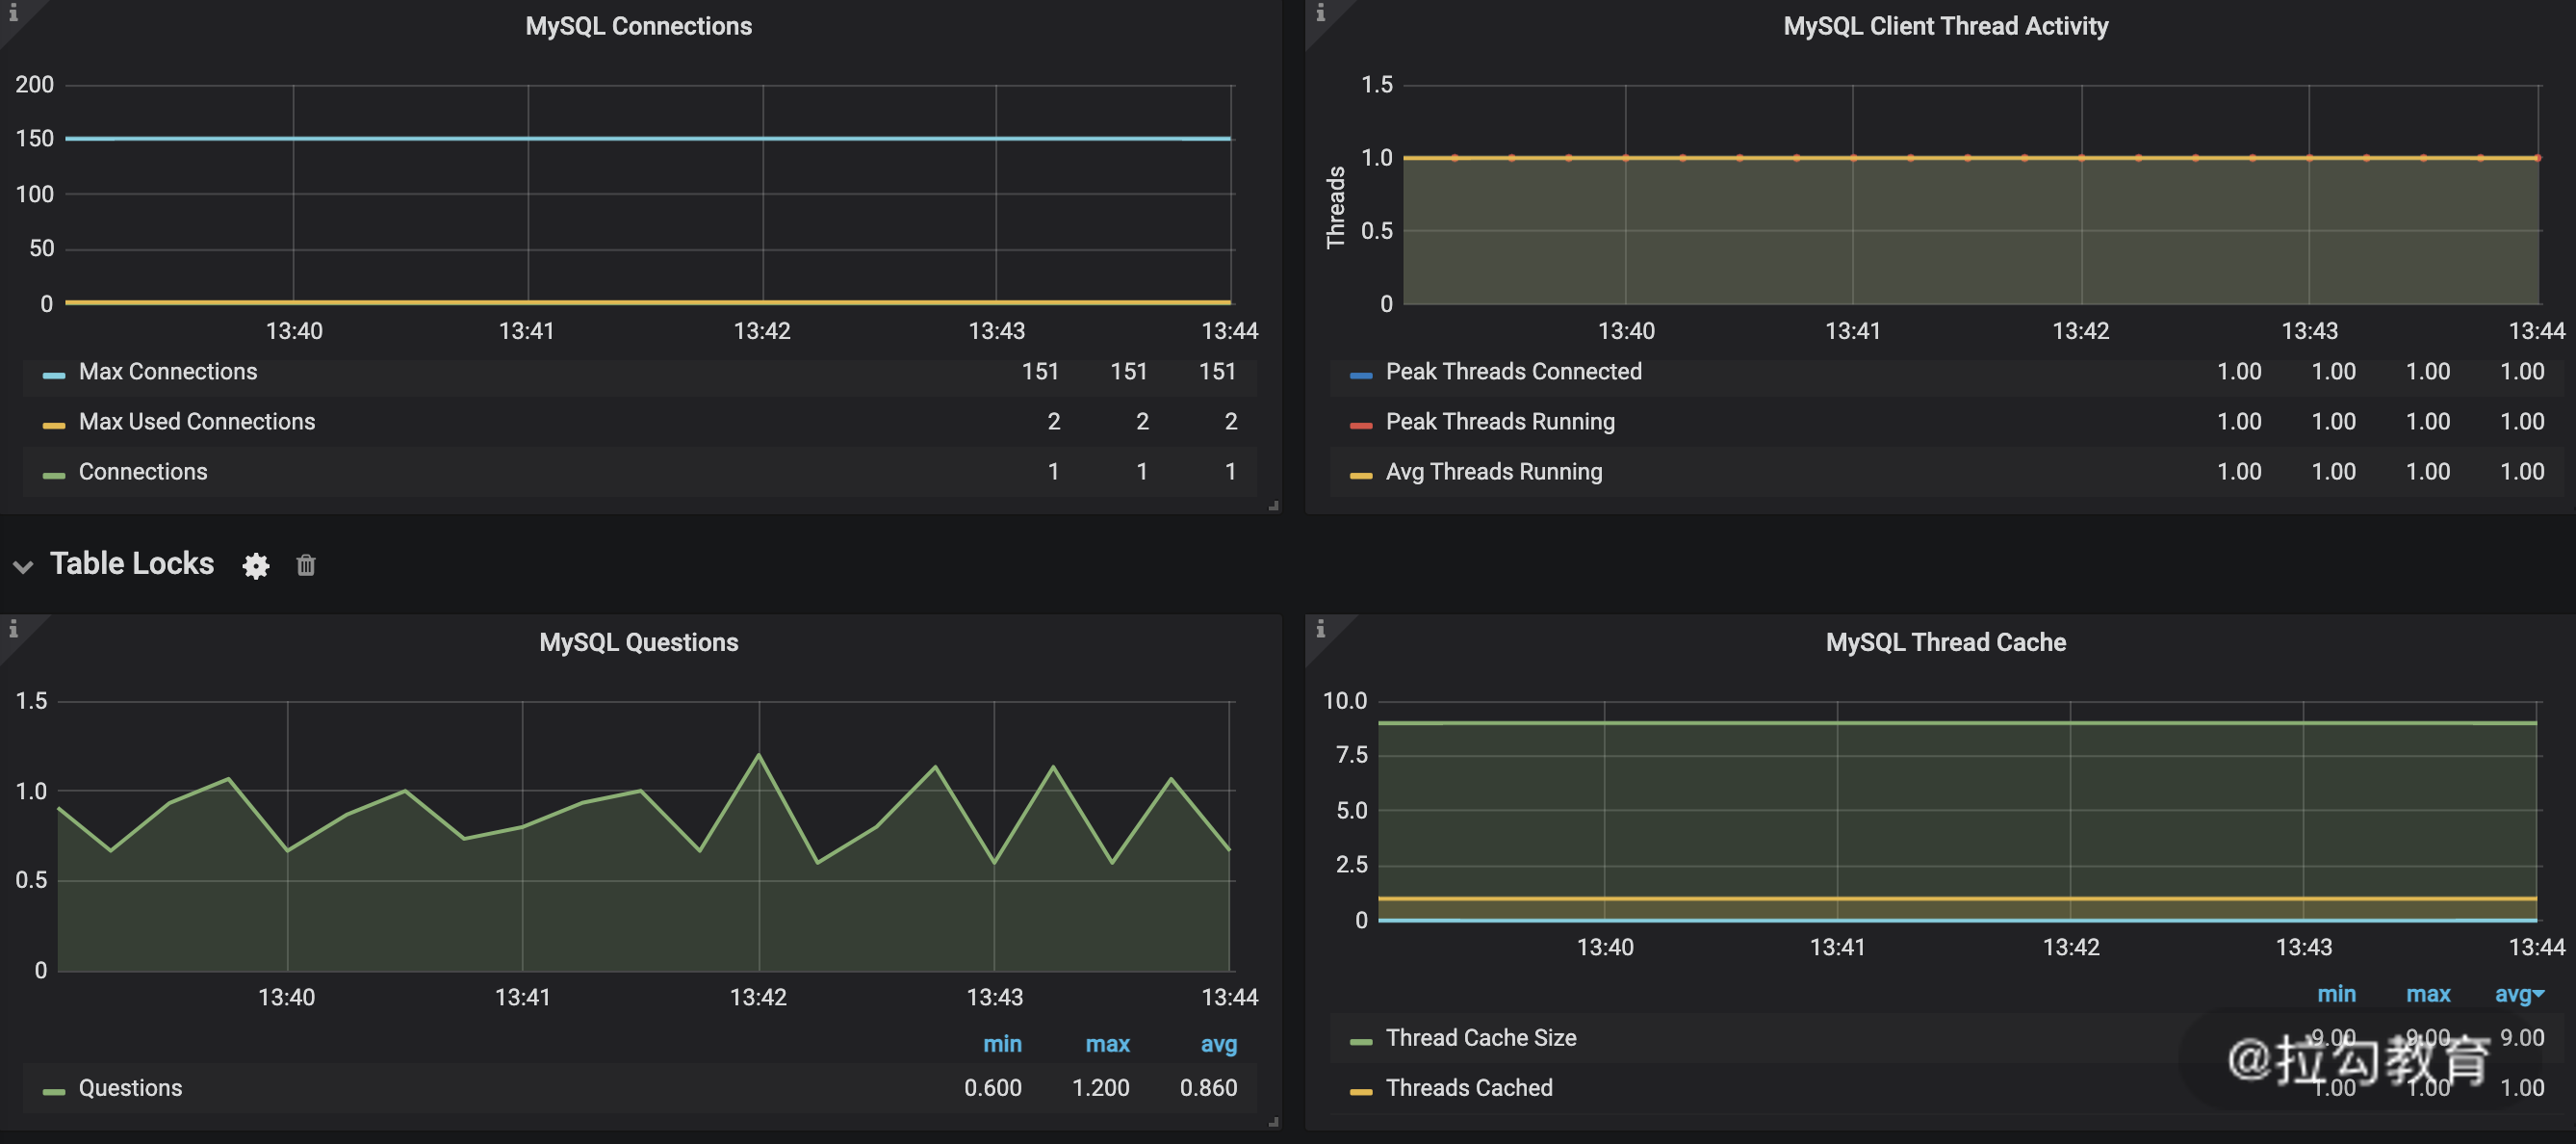 MySQL Connections
200
150
100
50
0
13:40 13:41 13:42 13:43 13:44
Max Connections 151 151 151
Max Used Connections 2 2 2
Connections 1 1 1
MySQL Client Thread Activity
Threads
1.5
1.0
0.5
0
13:40 13:41 13:42 13:43 13:44
Peak Threads Connected 1.00 1.00 1.00 1.00
Peak Threads Running 1.00 1.00 1.00 1.00
Avg Threads Running 1.00 1.00 1.00 1.00
Table Locks
MySQL Questions
1.5
1.0
0.5
0
13:40 13:41 13:42 13:43 13:44
min max avg
Questions 0.600 1.200 0.860
MySQL Thread Cache
10.0
7.5
5.0
2.5
0
13:40 13:41 13:42 13:43 13:44
min max avg
Thread Cache Size 9.00 9.00 9.00
Threads Cached 1.00 1.00 1.00
@拉勾教育